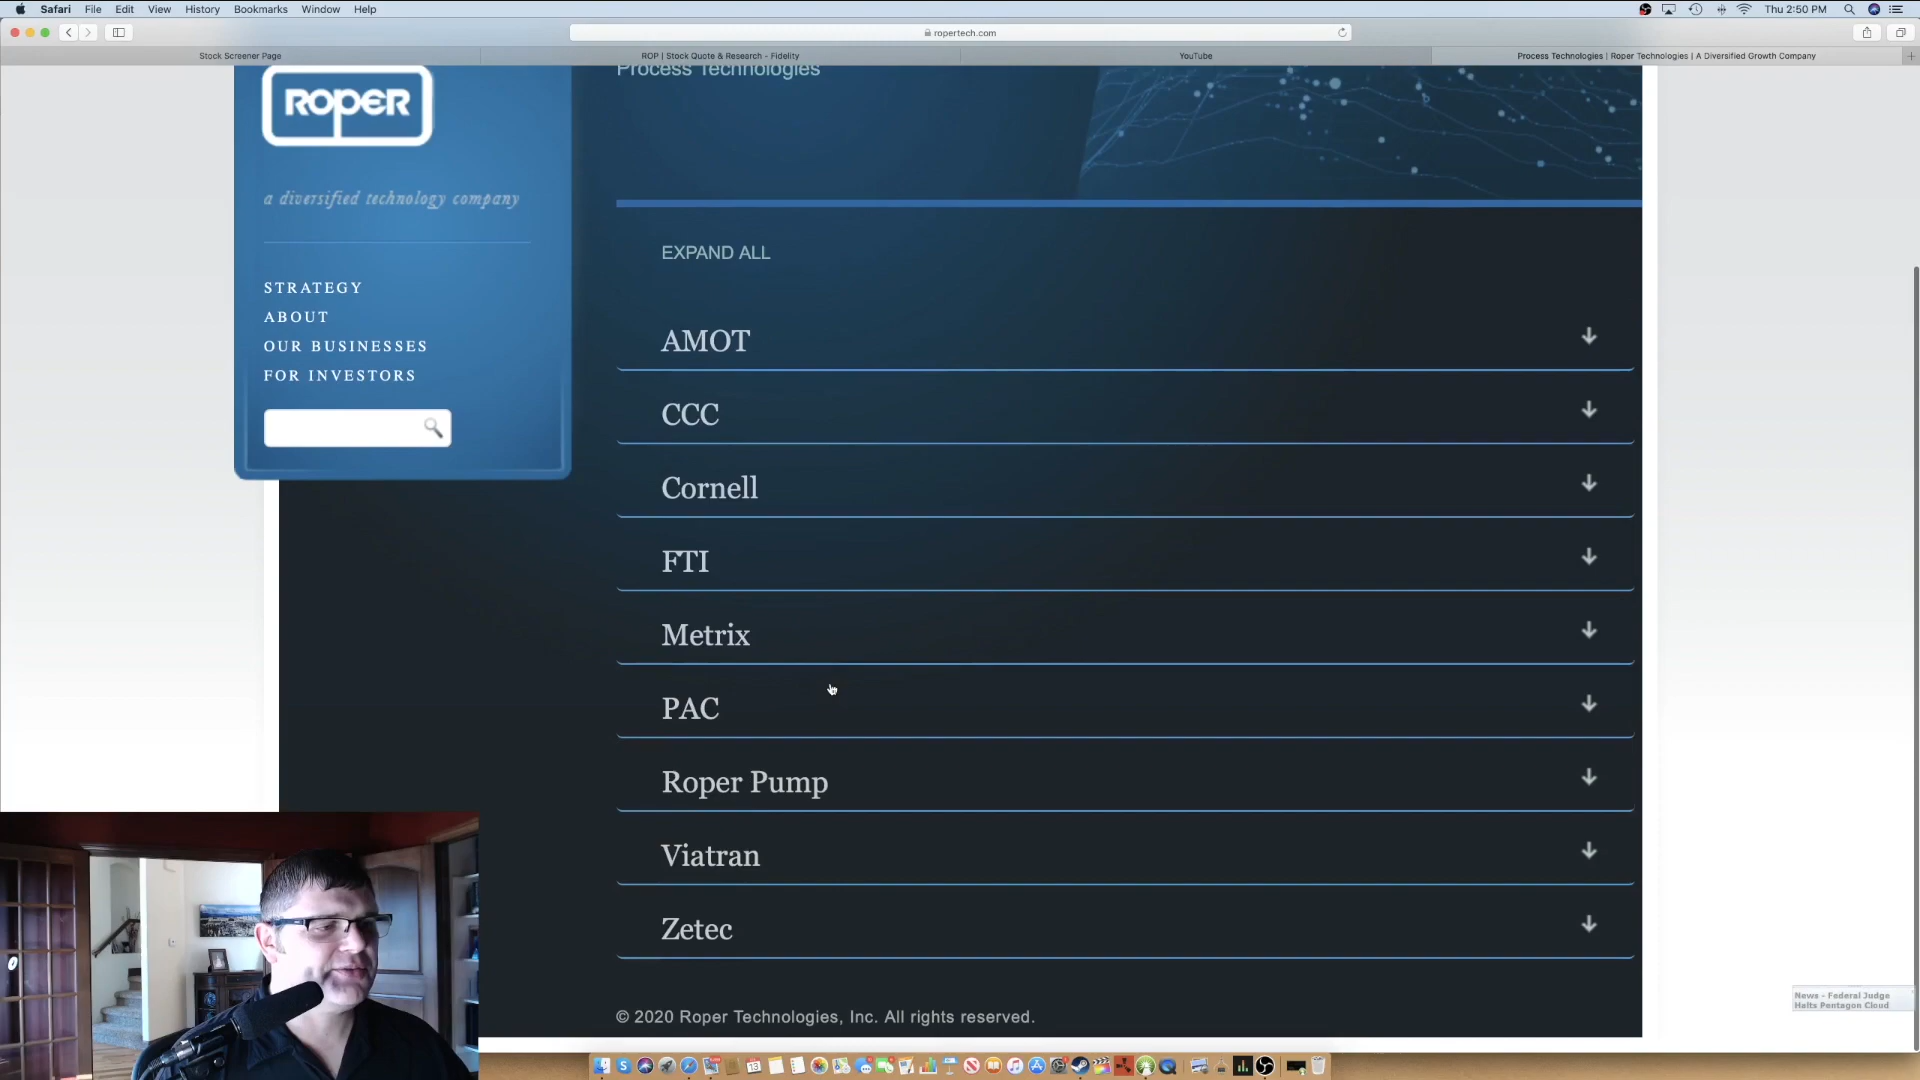 Safari File Edit View History Bookmarks Window Help
Thu 2:50 PM
ropertech.com
Stock Screener Page
ROP | Stock Quote & Research - Fidelity
YouTube
Process Technologies | Roper Technologies | A Diversified Growth Company
ROPER
a diversified technology company
STRATEGY
ABOUT
OUR BUSINESSES
FOR INVESTORS
Process Technologies
EXPAND ALL
AMOT
CCC
Cornell
FTI
Metrix
PAC
Roper Pump
Viatran
Zetec
© 2020 Roper Technologies, Inc. All rights reserved.
News - Federal Judge
Halts Pentagon Cloud